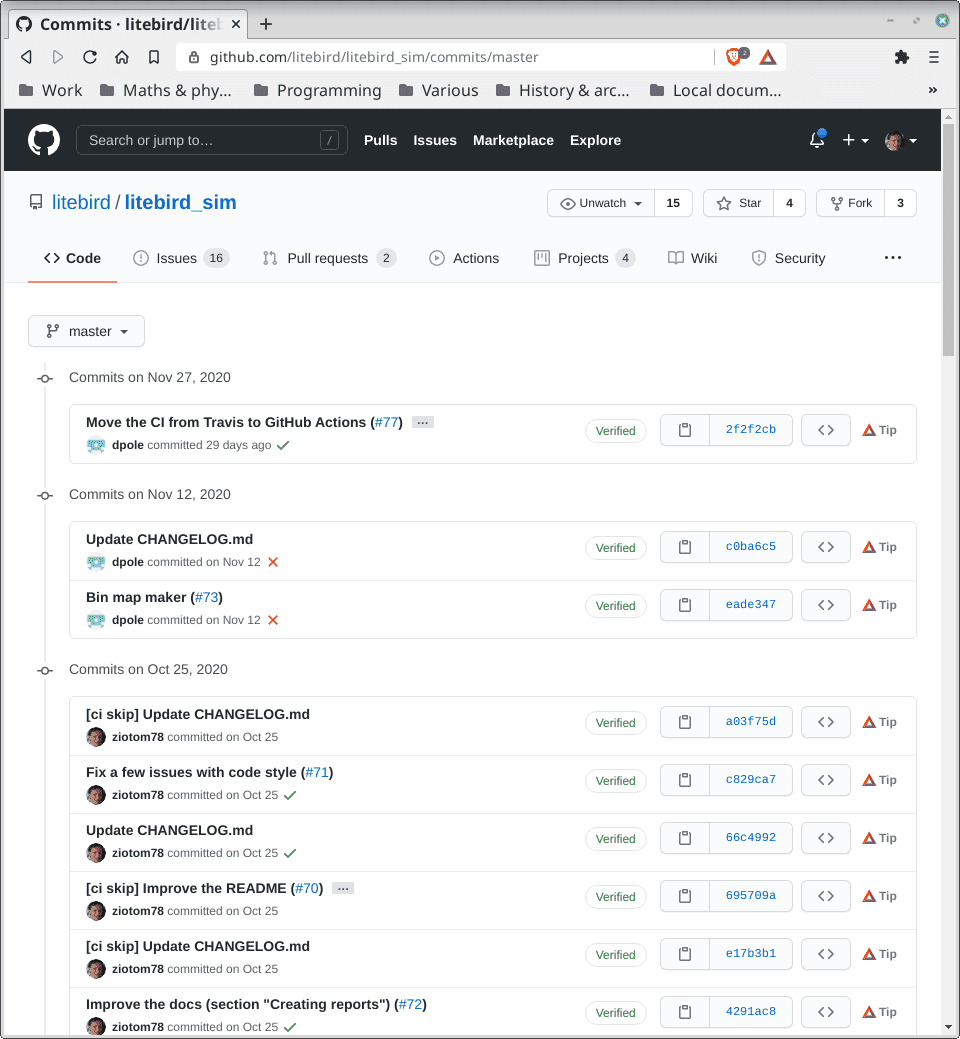 Commits · litebird/liteb
github.com/litebird/litebird_sim/commits/master 2
Work Maths & phy... Programming Various History & arc... Local docum... »
Search or jump to… / Pulls Issues Marketplace Explore
litebird / litebird_sim Unwatch 15 Star 4 Fork 3
Code Issues 16 Pull requests 2 Actions Projects 4 Wiki Security ...
master
Commits on Nov 27, 2020
Move the CI from Travis to GitHub Actions (#77) ...
dpole committed 29 days ago
Verified 2f2f2cb Tip
Commits on Nov 12, 2020
Update CHANGELOG.md
dpole committed on Nov 12
Verified c0ba6c5 Tip
Bin map maker (#73)
dpole committed on Nov 12
Verified eade347 Tip
Commits on Oct 25, 2020
[ci skip] Update CHANGELOG.md
ziotom78 committed on Oct 25
Verified a03f75d Tip
Fix a few issues with code style (#71)
ziotom78 committed on Oct 25
Verified c829ca7 Tip
Update CHANGELOG.md
ziotom78 committed on Oct 25
Verified 66c4992 Tip
[ci skip] Improve the README (#70) ...
ziotom78 committed on Oct 25
Verified 695709a Tip
[ci skip] Update CHANGELOG.md
ziotom78 committed on Oct 25
Verified e17b3b1 Tip
Improve the docs (section "Creating reports") (#72)
ziotom78 committed on Oct 25
Verified 4291ac8 Tip